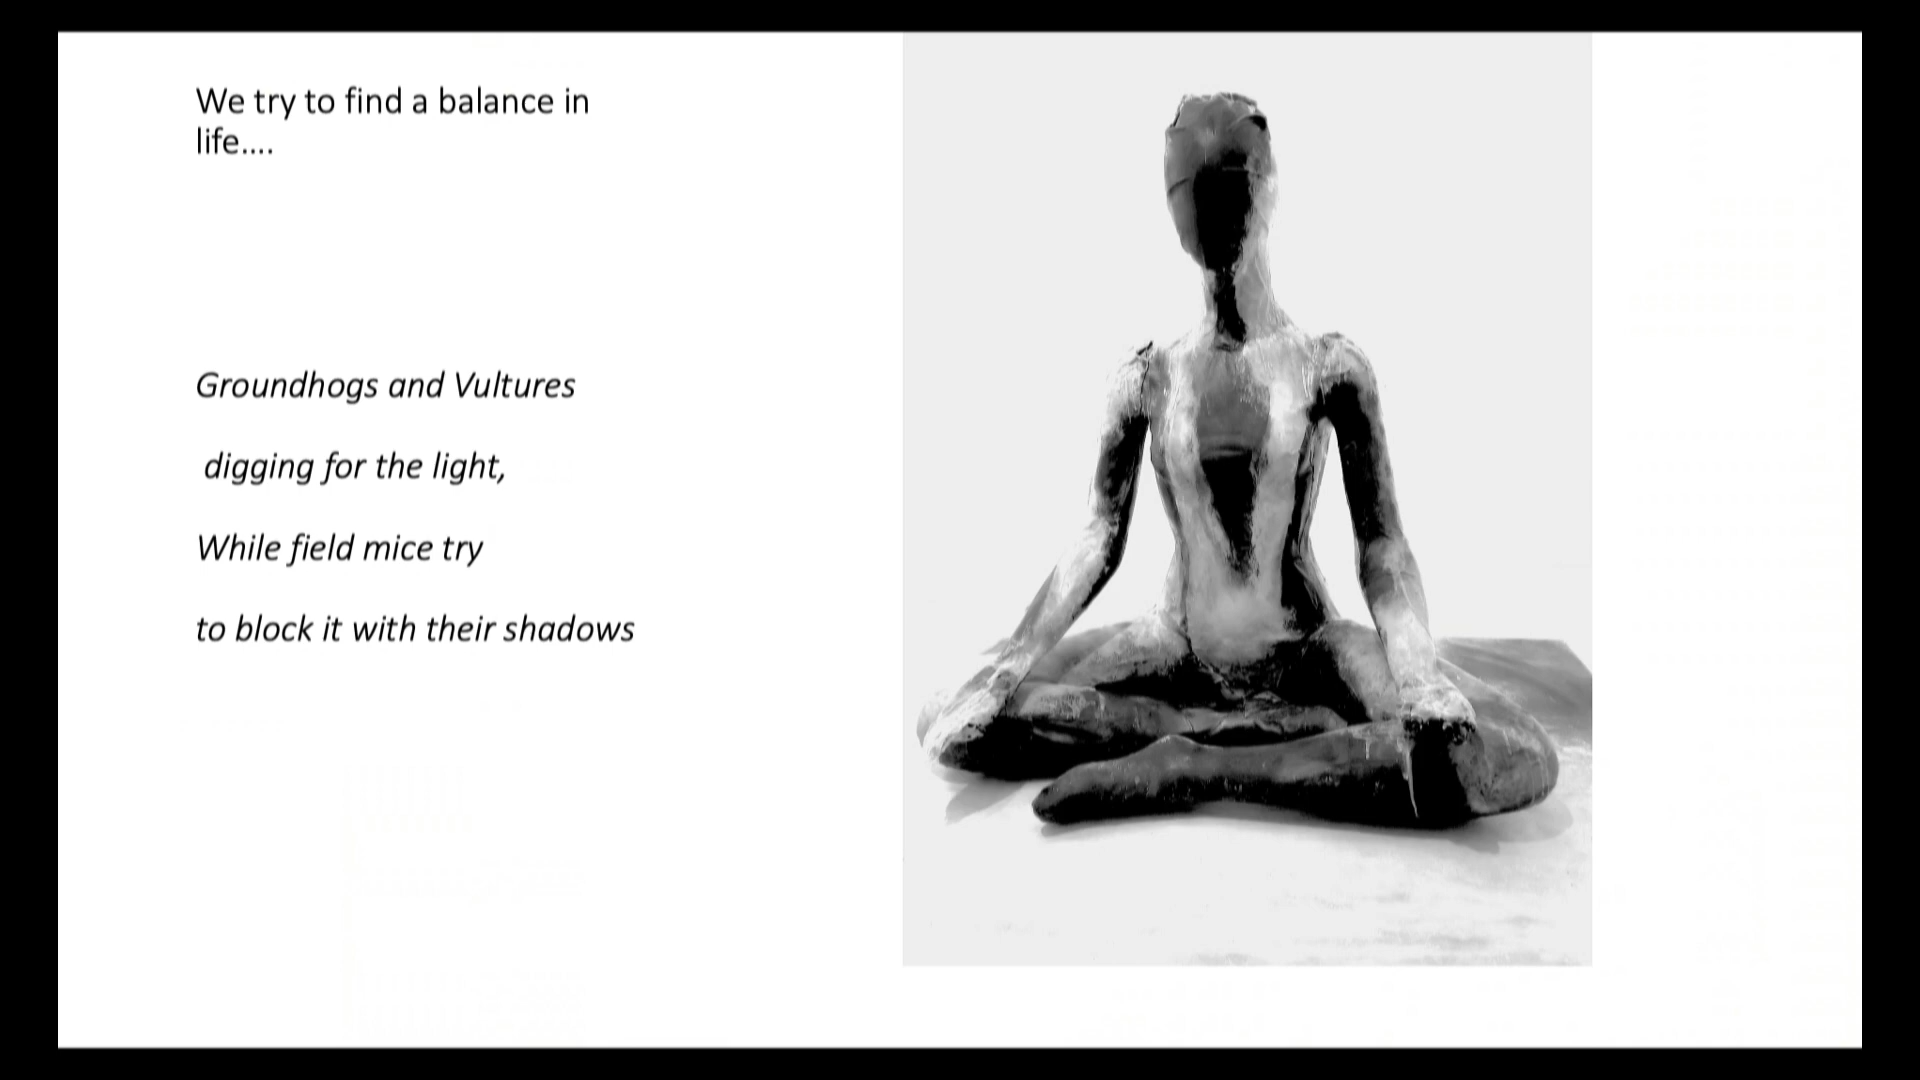 We try to find a balance in
life....
Groundhogs and Vultures
digging for the light,
While field mice try
to block it with their shadows